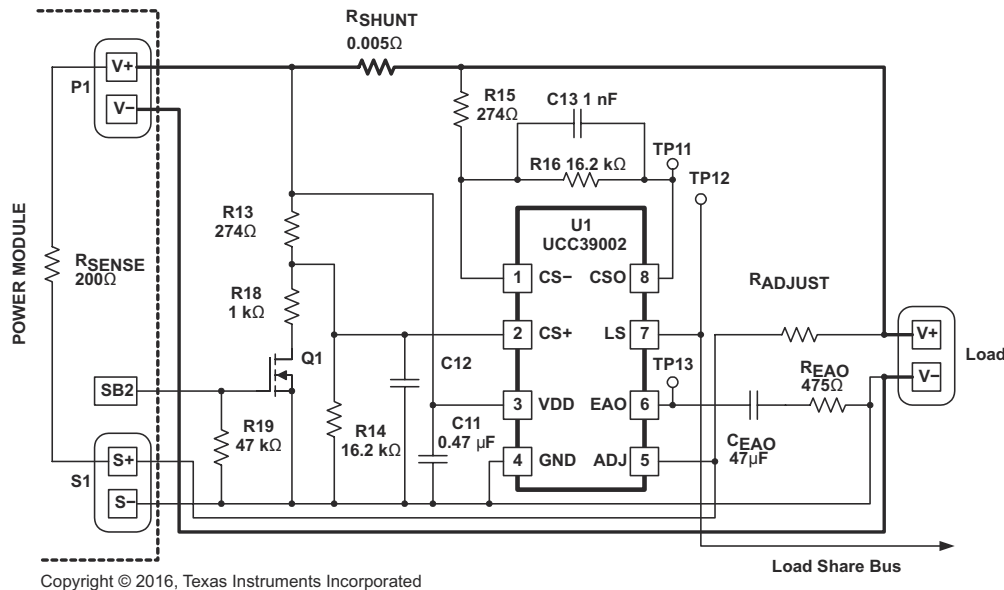 RSHUNT
0.005Ω
V+
P1
V−
R15
274Ω
C13 1 nF
R16 16.2 kΩ
TP11
TP12
POWER MODULE
RSENSE
200Ω
R13
274Ω
U1
UCC39002
R18
1 kΩ
1
CS−
CSO
8
RADJUST
2
CS+
LS
7
V+
Load
V−
Q1
C12
TP13
REAO
475Ω
SB2
3
VDD
EAO
6
R19
47 kΩ
R14
16.2 kΩ
C11
0.47 µF
CEAO
47µF
4
GND
ADJ
5
S+
S1
S−
Load Share Bus
Copyright © 2016, Texas Instruments Incorporated